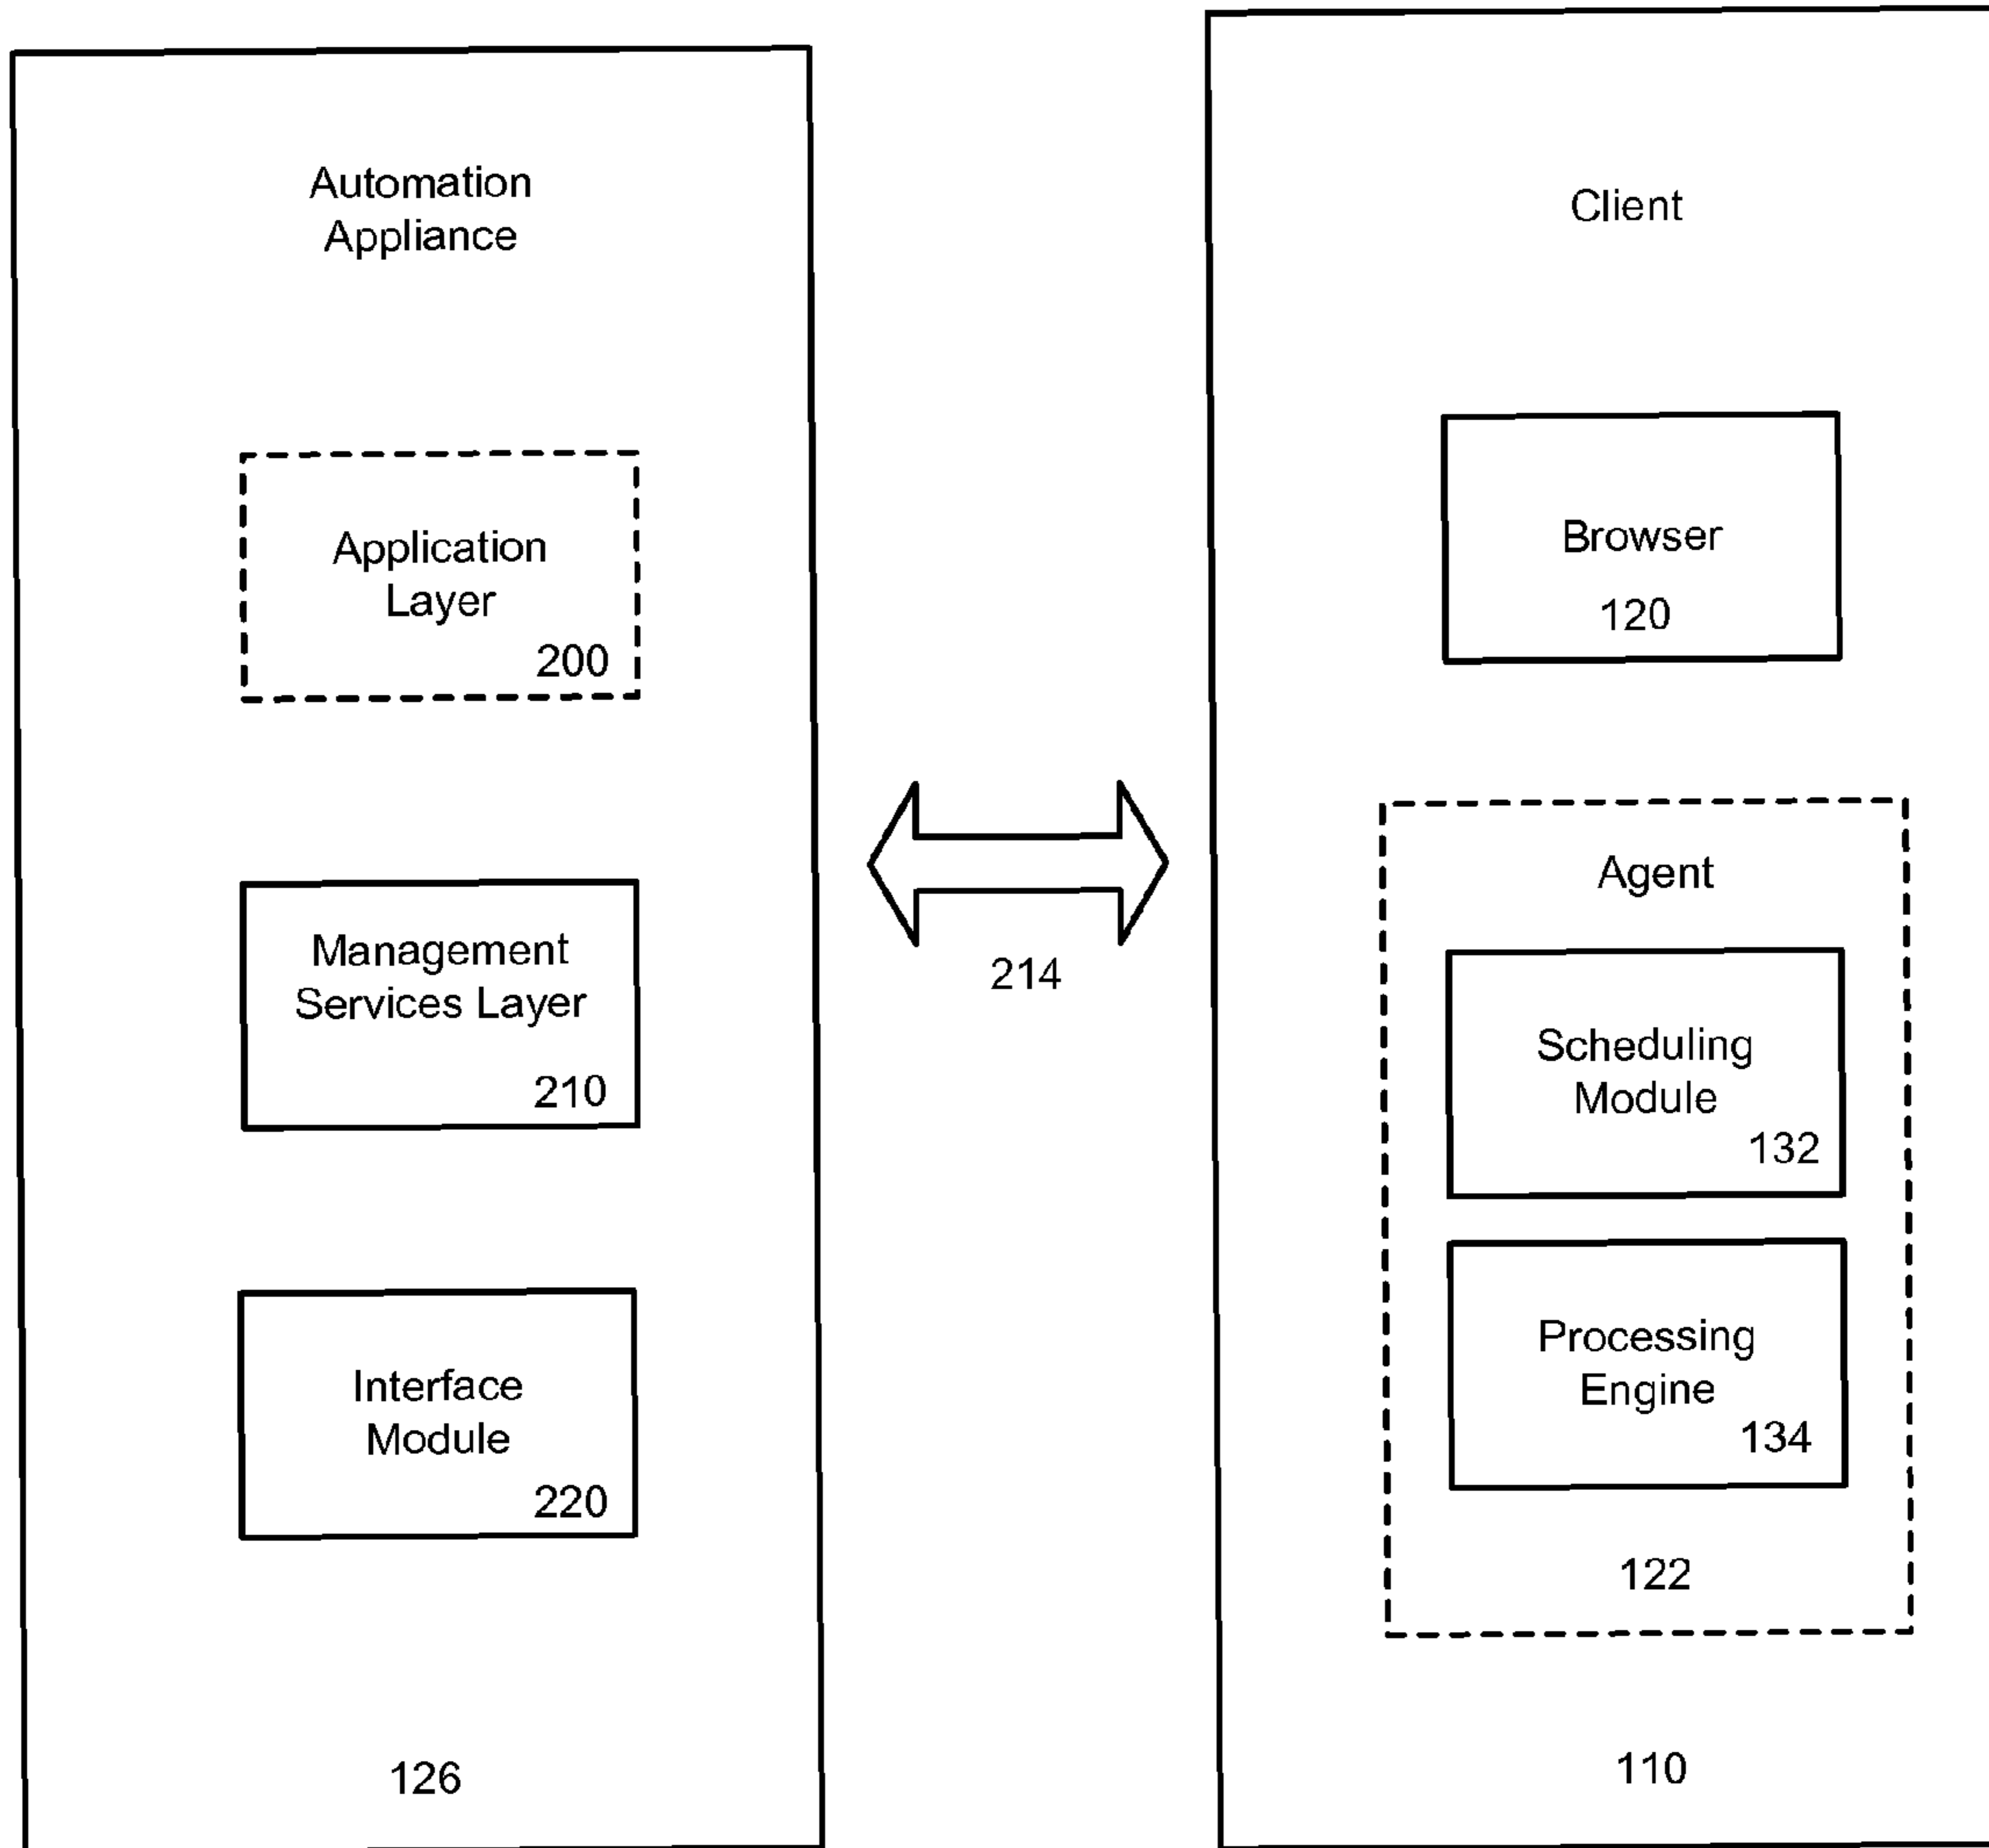 Automation
Appliance
Application
Layer
200
Management
Services Layer
210
Interface
Module
220
126
214
Client
Browser
120
Agent
Scheduling
Module
132
Processing
Engine
134
122
110